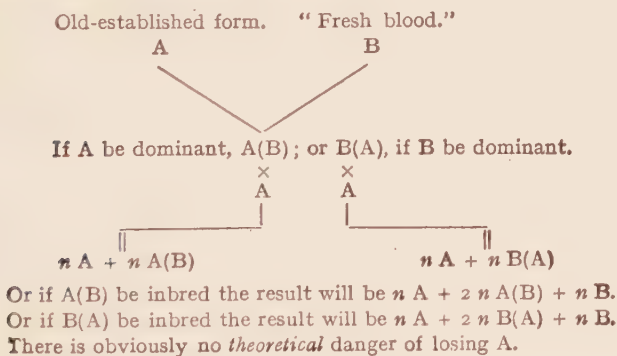 Old-established form. "Fresh blood."
A B
If A be dominant, A(B); or B(A), if B be dominant.
× ×
A A
n A + n A(B) n A + n B(A)
Or if A(B) be inbred the result will be n A + 2 n A(B) + n B.
Or if B(A) be inbred the result will be n A + 2 n B(A) + n B.
There is obviously no theoretical danger of losing A.